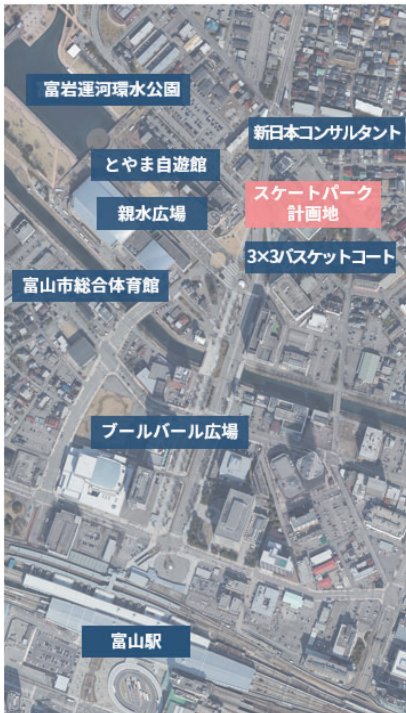 富岩運河環水公園
新日本コンサルタント
とやま自遊館
スケートパーク
計画地
親水広場
3×3バスケットコート
富山市総合体育館
ブールバール広場
富山駅